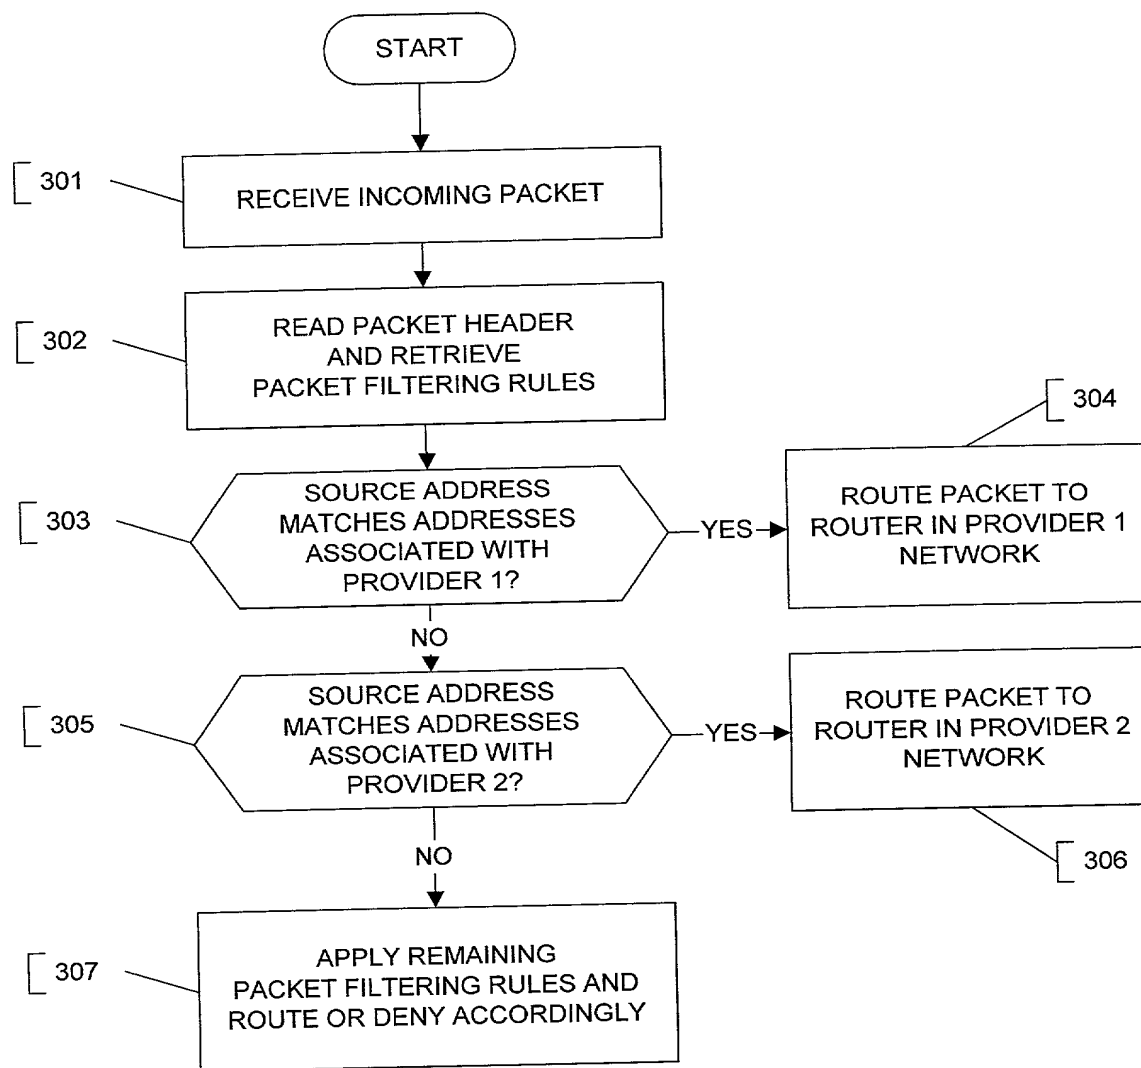 START
301
RECEIVE INCOMING PACKET
302
READ PACKET HEADER
AND RETRIEVE
PACKET FILTERING RULES
303
SOURCE ADDRESS
MATCHES ADDRESSES
ASSOCIATED WITH
PROVIDER 1?
YES
304
ROUTE PACKET TO
ROUTER IN PROVIDER 1
NETWORK
NO
305
SOURCE ADDRESS
MATCHES ADDRESSES
ASSOCIATED WITH
PROVIDER 2?
YES
ROUTE PACKET TO
ROUTER IN PROVIDER 2
NETWORK
306
NO
307
APPLY REMAINING
PACKET FILTERING RULES AND
ROUTE OR DENY ACCORDINGLY